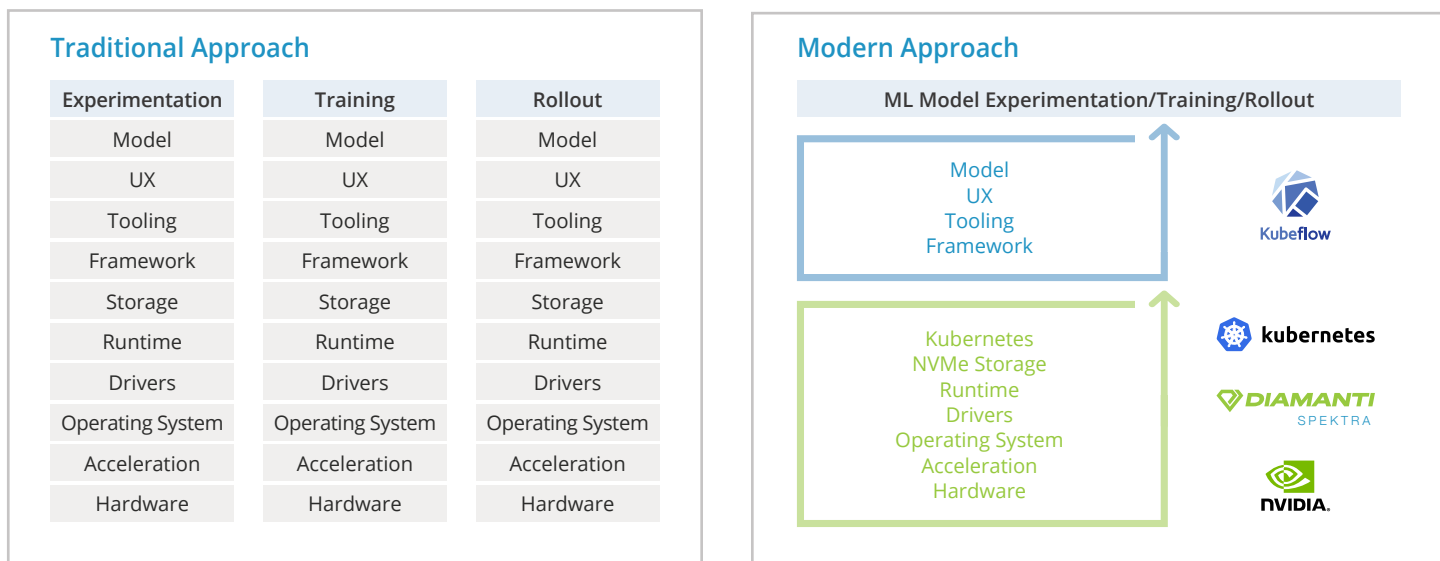 Traditional Approach
Experimentation Training Rollout
Model Model Model
UX UX UX
Tooling Tooling Tooling
Framework Framework Framework
Storage Storage Storage
Runtime Runtime Runtime
Drivers Drivers Drivers
Operating System Operating System Operating System
Acceleration Acceleration Acceleration
Hardware Hardware Hardware
Modern Approach
ML Model Experimentation/Training/Rollout
Model
UX
Tooling
Framework
Kubeflow
Kubernetes
NVMe Storage
Runtime
Drivers
Operating System
Acceleration
Hardware
kubernetes
DIAMANTI
SPEKTRA
NVIDIA.